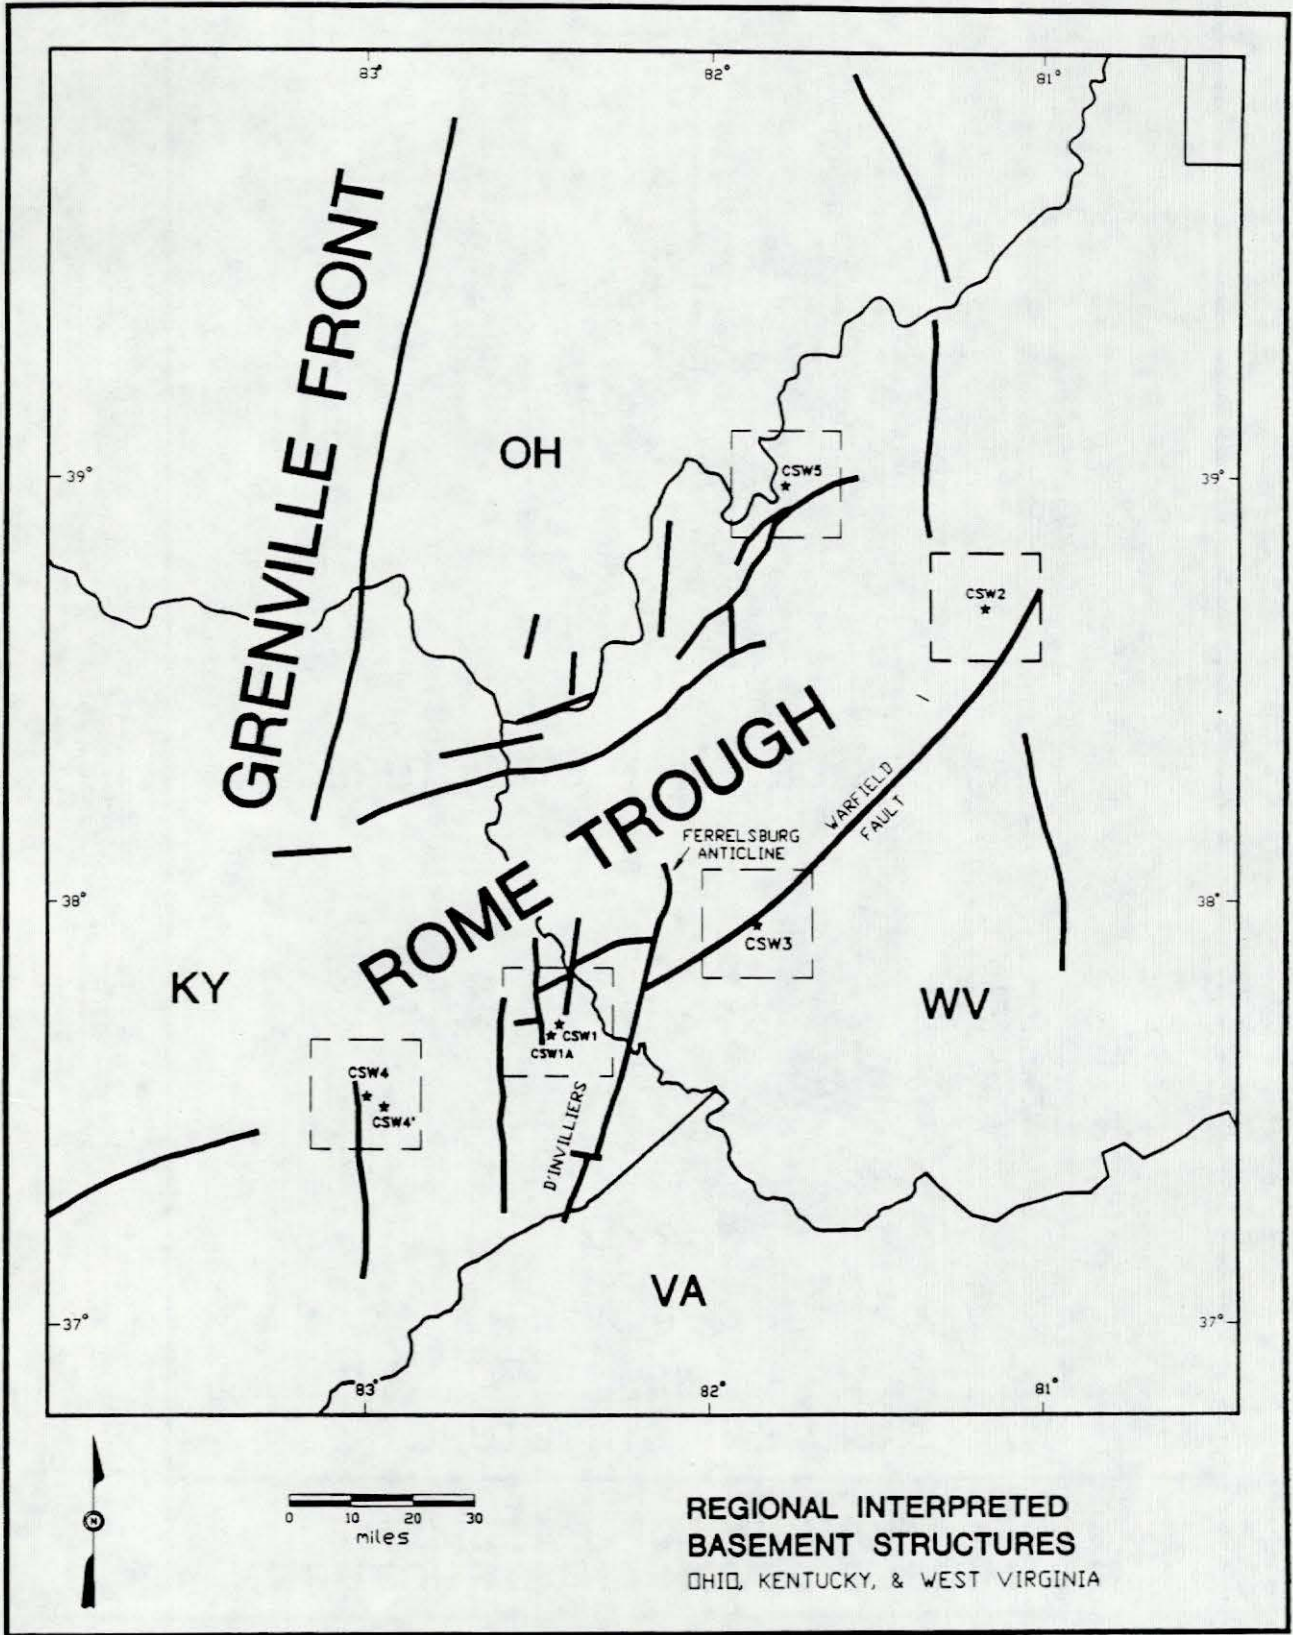 83°
82°
81°
GRENVILLE FRONT
OH
39°
CSW5
39°
CSW2
ROME TROUGH
WARFIELD
FAULT
FERRELSBURG
ANTICLINE
38°
38°
CSW3
KY
WV
CSW1
CSW1A
CSW4
CSW4'
D'INVILLIERS
VA
37°
37°
83°
82°
81°
N
0 10 20 30
miles
REGIONAL INTERPRETED
BASEMENT STRUCTURES
OHIO, KENTUCKY, & WEST VIRGINIA